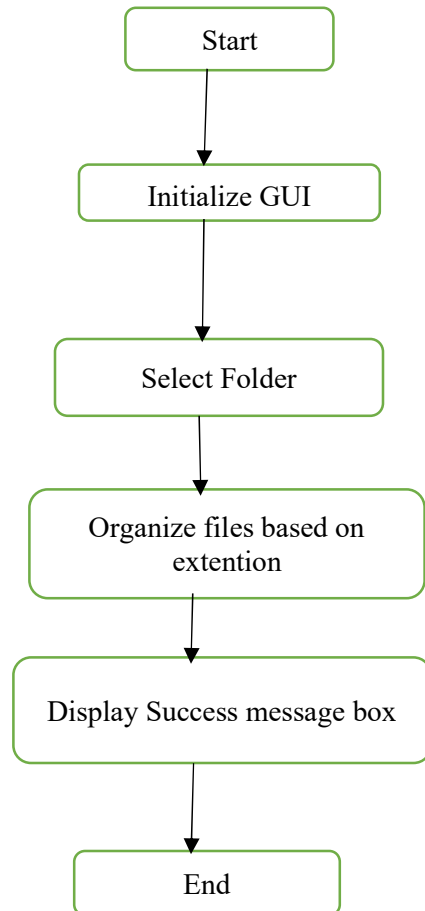 Start
Initialize GUI
Select Folder
Organize files based on
extention
Display Success message box
End